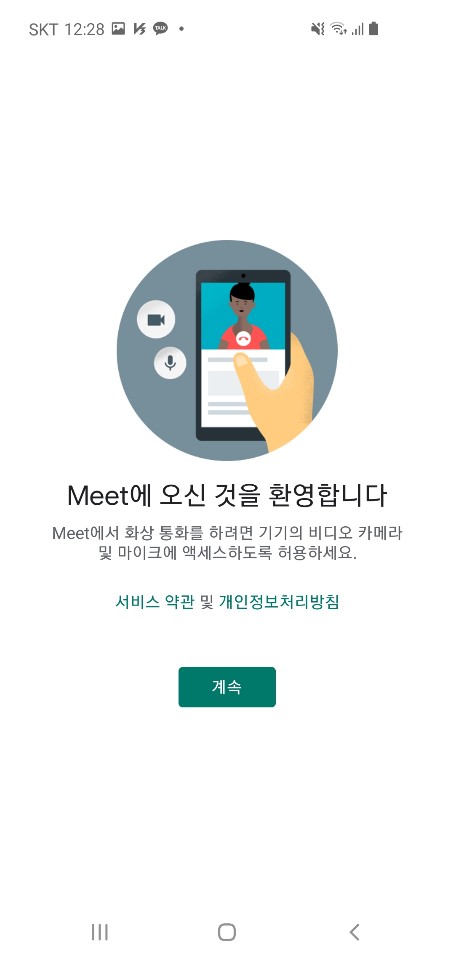 SKT 12:28
TALK
Meet에 오신 것을 환영합니다
Meet에서 화상 통화를 하려면 기기의 비디오 카메라
및 마이크에 액세스하도록 허용하세요.
서비스 약관 및 개인정보처리방침
계속